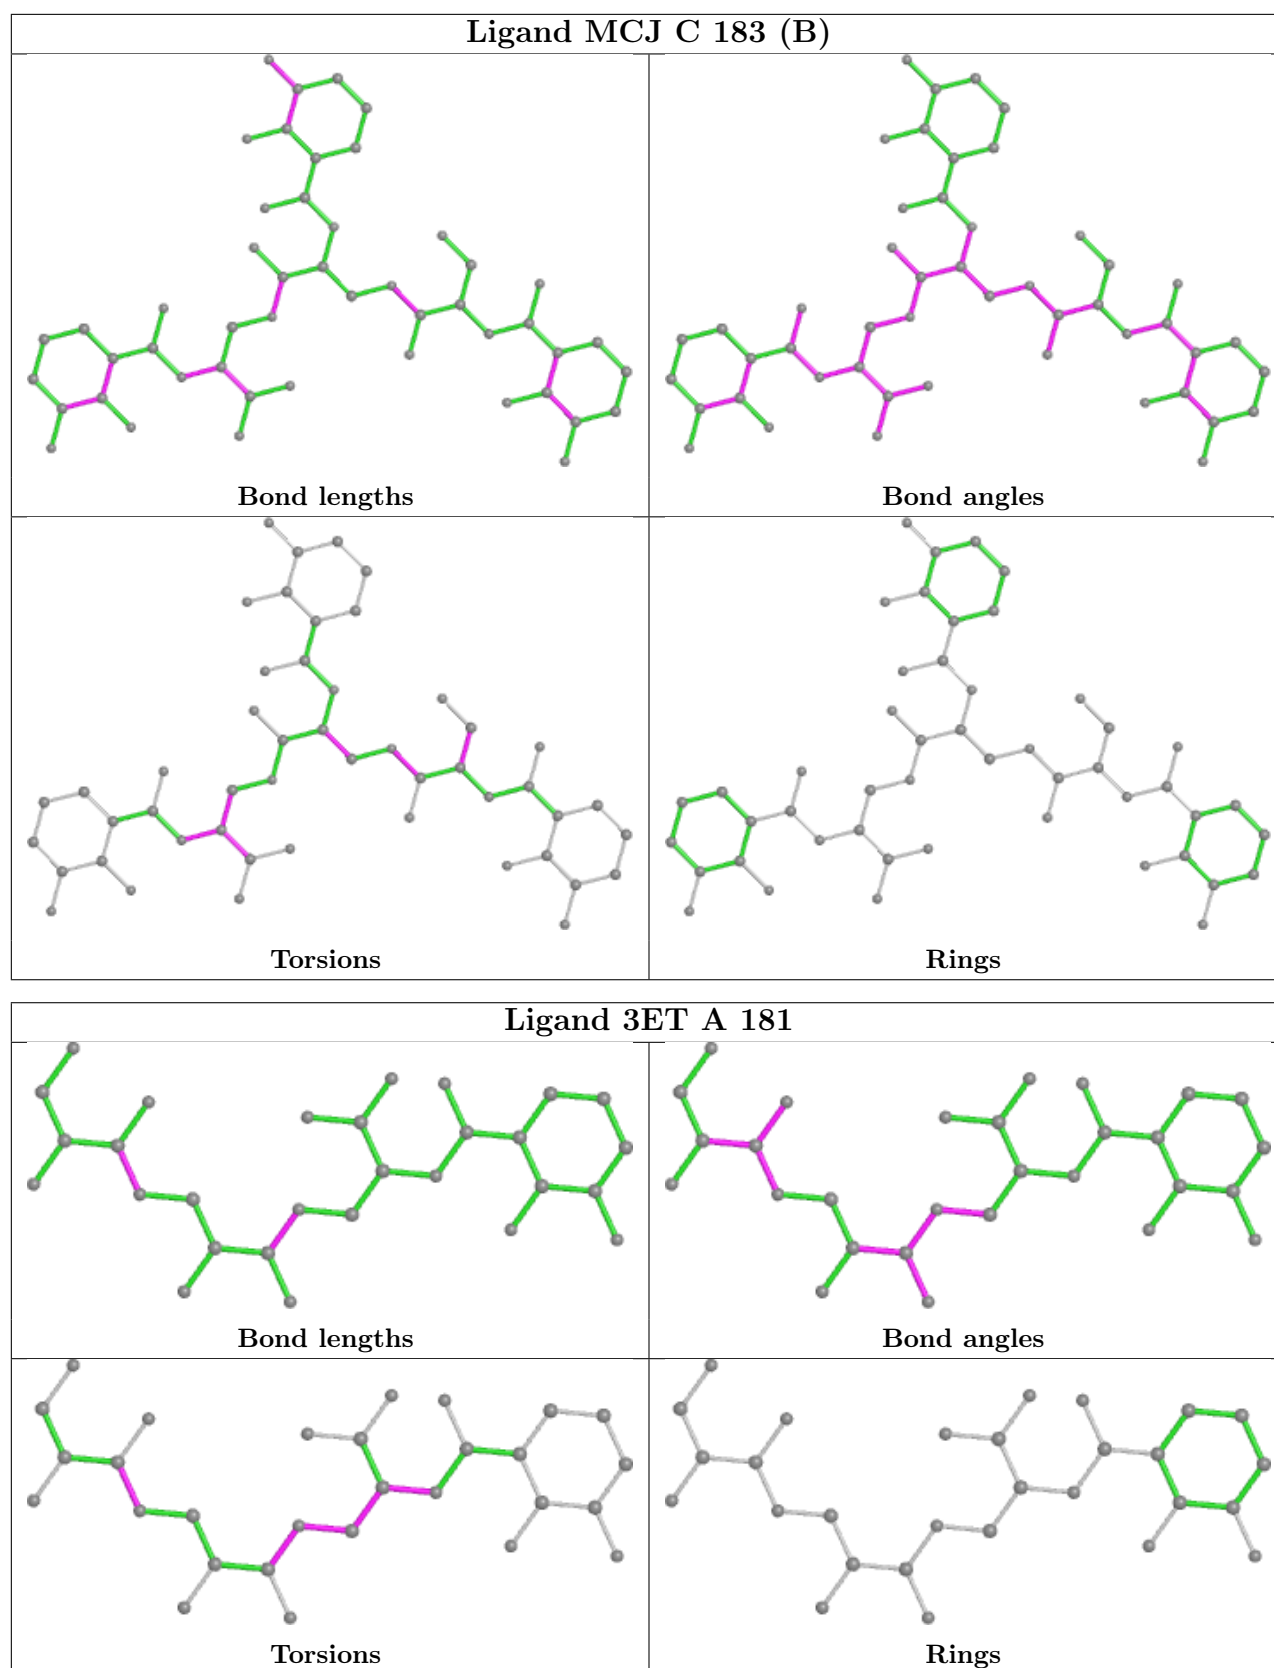 Ligand MCJ C 183 (B)
Bond lengths
Bond angles
Torsions
Rings
Ligand 3ET A 181
Bond lengths
Bond angles
Torsions
Rings